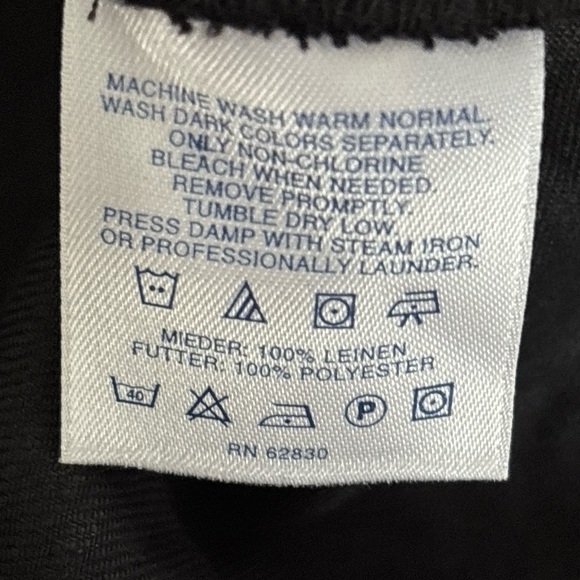 MACHINE WASH WARM NORMAL.
WASH DARK COLORS SEPARATELY.
ONLY NON-CHLORINE
BLEACH WHEN NEEDED.
REMOVE PROMPTLY.
TUMBLE DRY LOW.
PRESS DAMP WITH STEAM IRON
OR PROFESSIONALLY LAUNDER.
MIEDER: 100% LEINEN
FUTTER: 100% POLYESTER
40 P
RN 62830